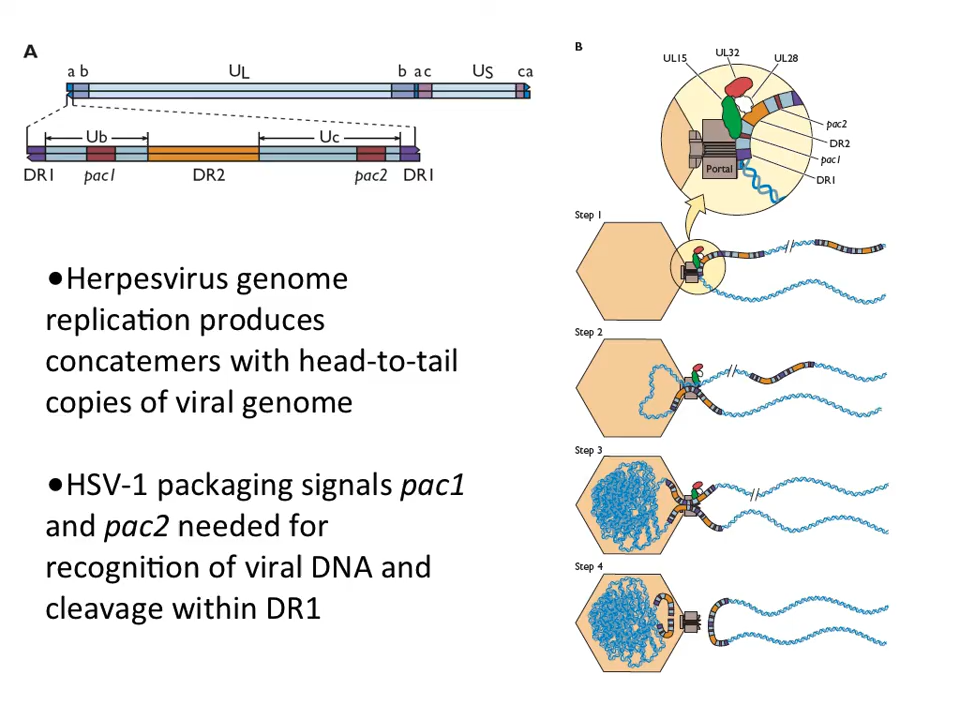 A
a b UL b a c US ca
Ub Uc
DR1 pac1 DR2 pac2 DR1
•Herpesvirus genome
replication produces
concatemers with head-to-tail
copies of viral genome
•HSV-1 packaging signals pac1
and pac2 needed for
recognition of viral DNA and
cleavage within DR1
B
UL32
UL15 UL28
pac2
DR2
pac1
Portal
DR1
Step 1
Step 2
Step 3
Step 4